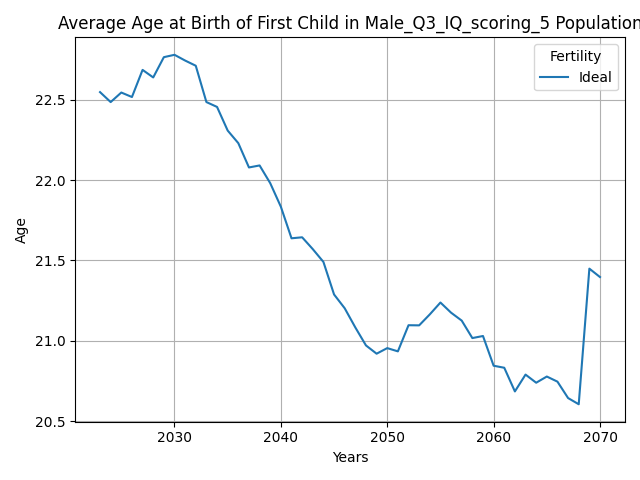 Average Age at Birth of First Child in Male_Q3_IQ_scoring_5 Population
Fertility
Ideal
22.5
22.0
21.5
21.0
20.5
Age
2030
2040
2050
2060
2070
Years